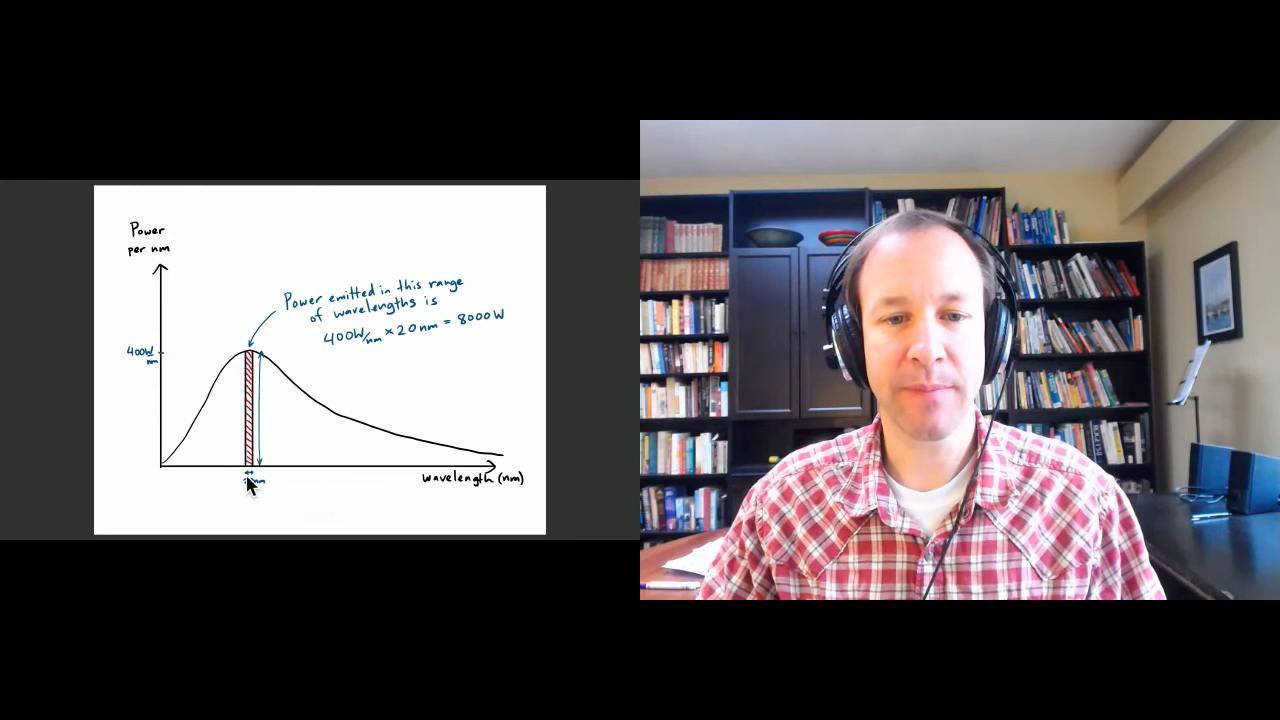 Power
per nm
Power emitted in this range
of wavelengths is
400W/nm × 20nm = 8000W
400W/nm
nm
wavelength (nm)